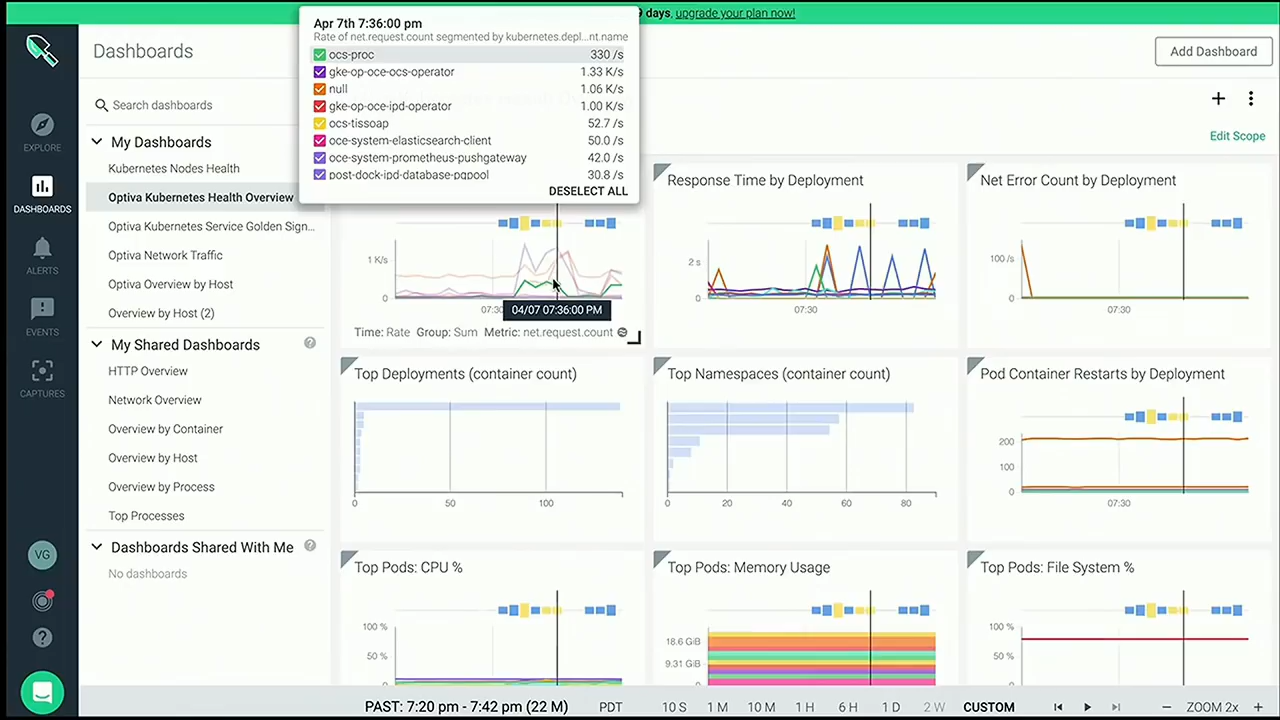 9 days, upgrade your plan now!
Apr 7th 7:36:00 pm
Rate of net.request.count segmented by kubernetes.depl...nt.name
ocs-proc 330 /s
gke-op-oce-ocs-operator 1.33 K/s
null 1.06 K/s
gke-op-oce-ipd-operator 1.00 K/s
ocs-tissoap 52.7 /s
oce-system-elasticsearch-client 50.0 /s
oce-system-prometheus-pushgateway 42.0 /s
post-dock-ipd-database-pgpool 30.8 /s
DESELECT ALL
Dashboards
Add Dashboard
Search dashboards
Edit Scope
EXPLORE
DASHBOARDS
ALERTS
EVENTS
CAPTURES
VG
My Dashboards
Kubernetes Nodes Health
Optiva Kubernetes Health Overview
Optiva Kubernetes Service Golden Sign...
Optiva Network Traffic
Optiva Overview by Host
Overview by Host (2)
My Shared Dashboards
HTTP Overview
Network Overview
Overview by Container
Overview by Host
Overview by Process
Top Processes
Dashboards Shared With Me
No dashboards
1 K/s
0
07:30
04/07 07:36:00 PM
Time: Rate Group: Sum Metric: net.request.count
Response Time by Deployment
2 s
0
07:30
Net Error Count by Deployment
100 /s
0
07:30
Top Deployments (container count)
0 50 100
Top Namespaces (container count)
0 20 40 60 80
Pod Container Restarts by Deployment
200
100
0
07:30
Top Pods: CPU %
100 %
50 %
Top Pods: Memory Usage
18.6 GiB
9.31 GiB
Top Pods: File System %
100 %
50 %
PAST: 7:20 pm - 7:42 pm (22 M) PDT 10 S 1 M 10 M 1 H 6 H 1 D 2 W CUSTOM ZOOM 2x